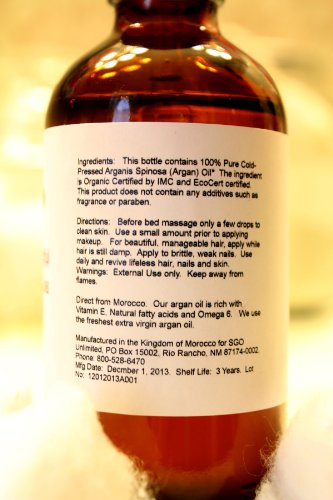 Ingredients:   This bottle contains 100% Pure Cold-
Pressed Arganis Spinosa (Argan) Oil*  The ingredient
is Organic Certified by IMC and EcoCert certified.
This product does not contain any additives such as
fragrance or paraben.
Directions:   Before bed massage only a few drops to
clean skin.  Use a small amount prior to applying
makeup.   For beautiful, manageable hair, apply while
hair is still damp.   Apply to brittle, weak nails. Use
daily and revive lifeless hair, nails and skin.
Warnings:  External Use only.   Keep away from
flames.
Direct from Morocco.   Our argan oil is rich with
Vitamin E, Natural fatty acids and Omega 6.   We use
the freshest extra virgin argan oil.
Manufactured in the Kingdom of Morocco for SGO
Unlimited, PO Box 15002, Rio Rancho, NM 87174-0002.
Phone: 800-528-6470
Mfg Date:  Decmber 1, 2013.  Shelf Life:  3 Years.  Lot
No: 12012013A001